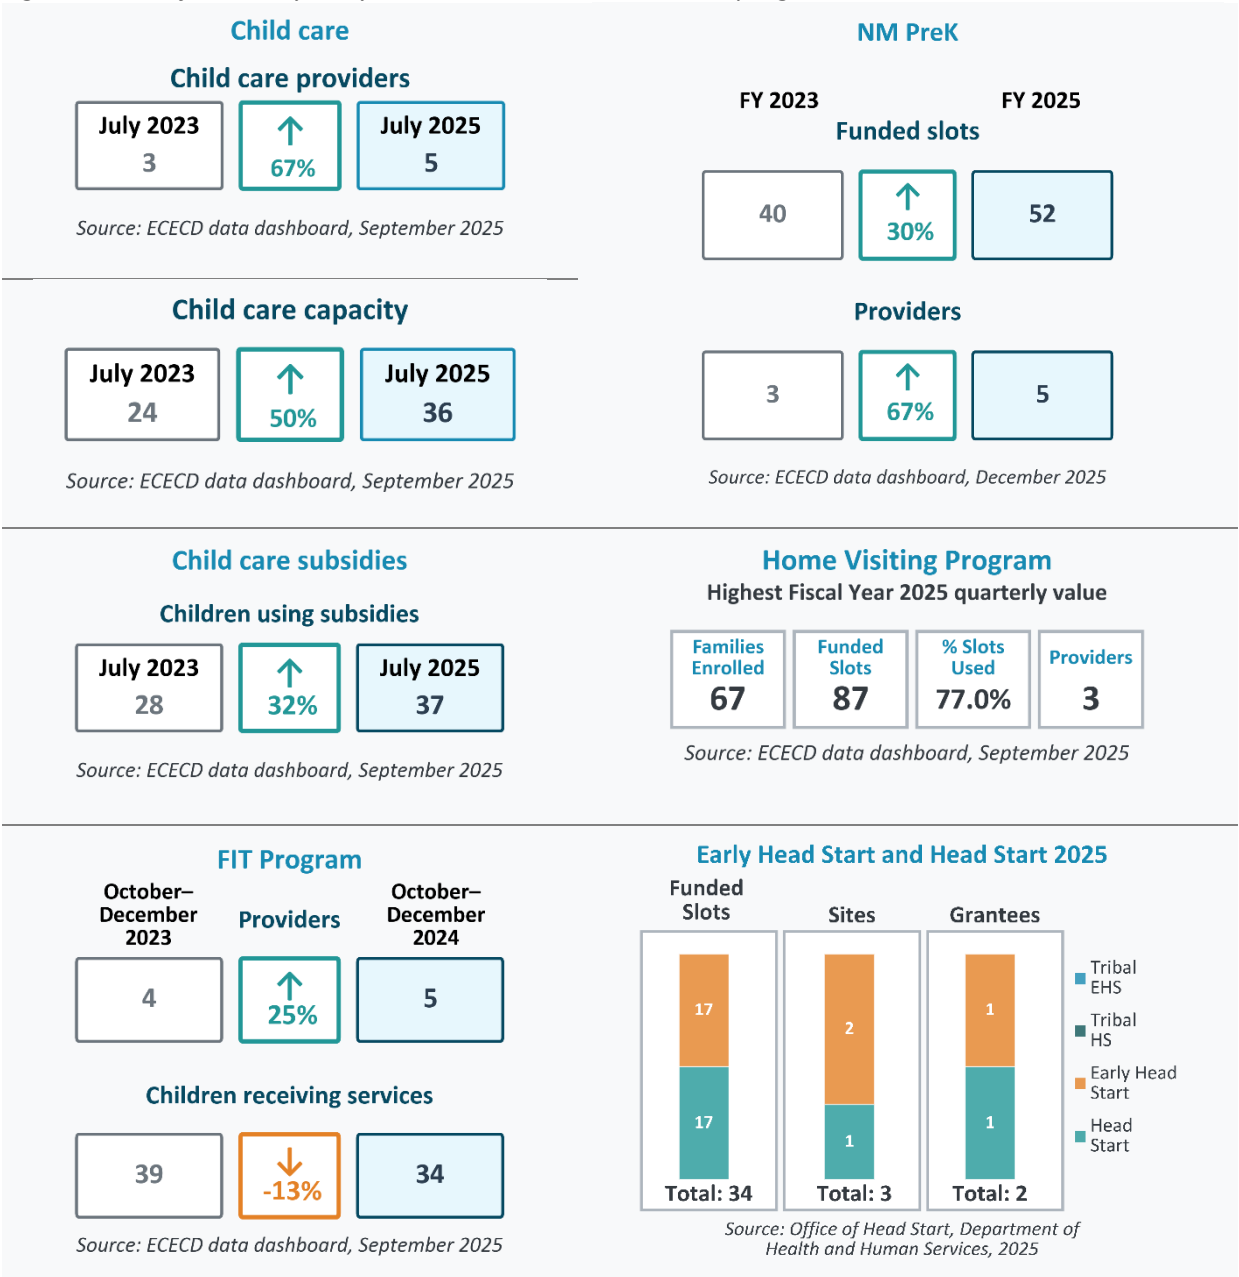 Child care
Child care providers
July 2023
3
67%
July 2025
5
Source: ECECD data dashboard, September 2025
Child care capacity
July 2023
24
50%
July 2025
36
Source: ECECD data dashboard, September 2025
NM PreK
FY 2023
FY 2025
Funded slots
40
30%
52
Providers
3
67%
5
Source: ECECD data dashboard, December 2025
Child care subsidies
Children using subsidies
July 2023
28
32%
July 2025
37
Source: ECECD data dashboard, September 2025
Home Visiting Program
Highest Fiscal Year 2025 quarterly value
Families
Enrolled
67
Funded
Slots
87
% Slots
Used
77.0%
Providers
3
Source: ECECD data dashboard, September 2025
FIT Program
October–
December
2023
Providers
October–
December
2024
4
25%
5
Children receiving services
39
-13%
34
Source: ECECD data dashboard, September 2025
Early Head Start and Head Start 2025
Funded
Slots
17
17
Total: 34
Sites
2
1
Total: 3
Grantees
1
1
Total: 2
Tribal
EHS
Tribal
HS
Early Head
Start
Head
Start
Source: Office of Head Start, Department of
Health and Human Services, 2025